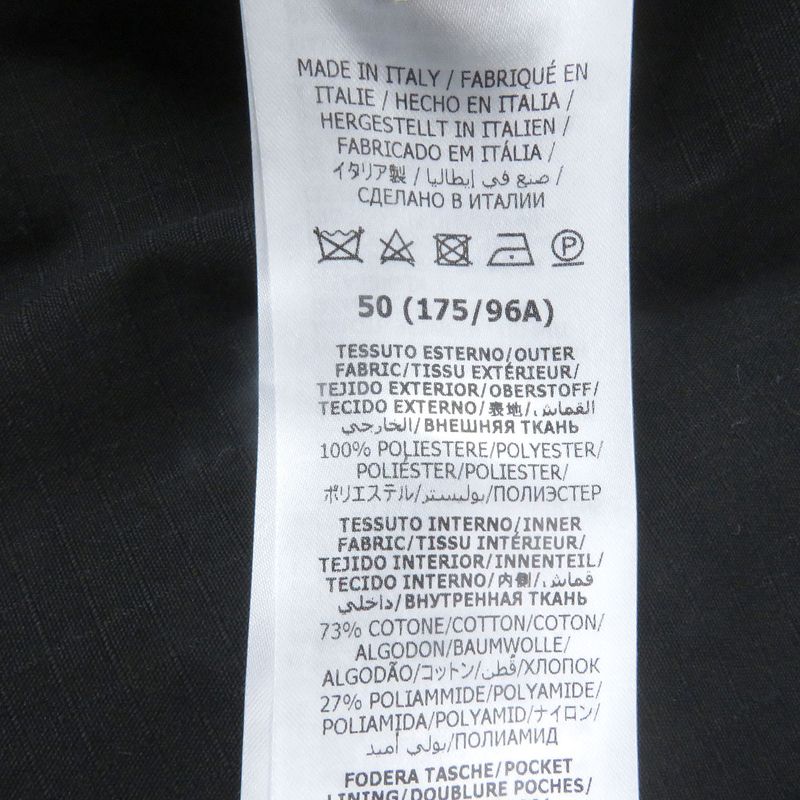 MADE IN ITALY / FABRIQUÉ EN
ITALIE / HECHO EN ITALIA /
HERGESTELLT IN ITALIEN /
FABRICADO EM ITÁLIA /
イタリア製 / صنع في إيطاليا /
СДЕЛАНО В ИТАЛИИ
P
50 (175/96A)
TESSUTO ESTERNO/OUTER
FABRIC/TISSU EXTÉRIEUR/
TEJIDO EXTERIOR/OBERSTOFF/
TECIDO EXTERNO/表地/القماش
الخارجي/ВНЕШНЯЯ ТКАНЬ
100% POLIESTERE/POLYESTER/
POLIÉSTER/POLIESTER/
ポリエステル/بوليستر/ПОЛИЭСТЕР
TESSUTO INTERNO/INNER
FABRIC/TISSU INTÉRIEUR/
TEJIDO INTERIOR/INNENTEIL/
TECIDO INTERNO/内側/قماش
داخلي/ВНУТРЕННАЯ ТКАНЬ
73% COTONE/COTTON/COTON/
ALGODON/BAUMWOLLE/
ALGODÃO/コットン/قُطن/ХЛОПОК
27% POLIAMMIDE/POLYAMIDE/
POLIAMIDA/POLYAMID/ナイロン/
بولي أميد/ПОЛИАМИД
FODERA TASCHE/POCKET
LINING/DOUBLURE POCHES/